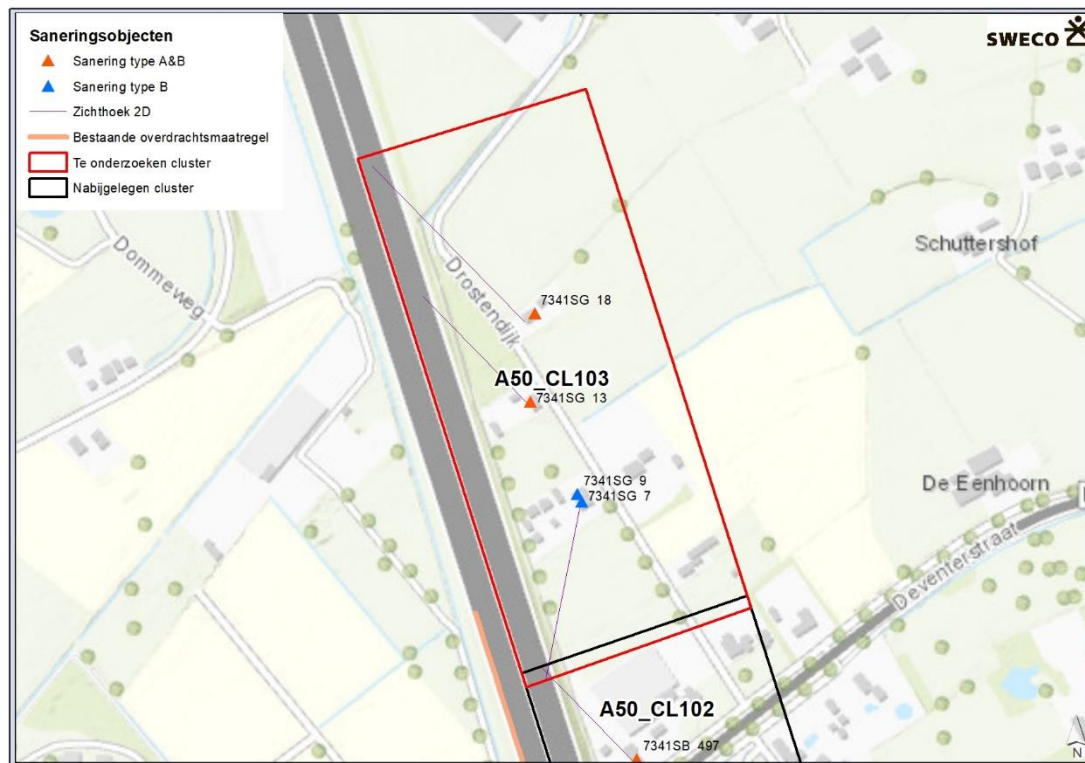 Saneringsobjecten
Sanering type A&B
Sanering type B
Zichthoek 2D
Bestaande overdrachtsmaatregel
Te onderzoeken cluster
Nabijgelegen cluster
SWECO
Dommeweg
Drostendijk
Schuttershof
7341SG 18
A50_CL103
7341SG 13
7341SG 9
7341SG 7
De Eenhoorn
Deventerstraat
A50_CL102
7341SB 497
N